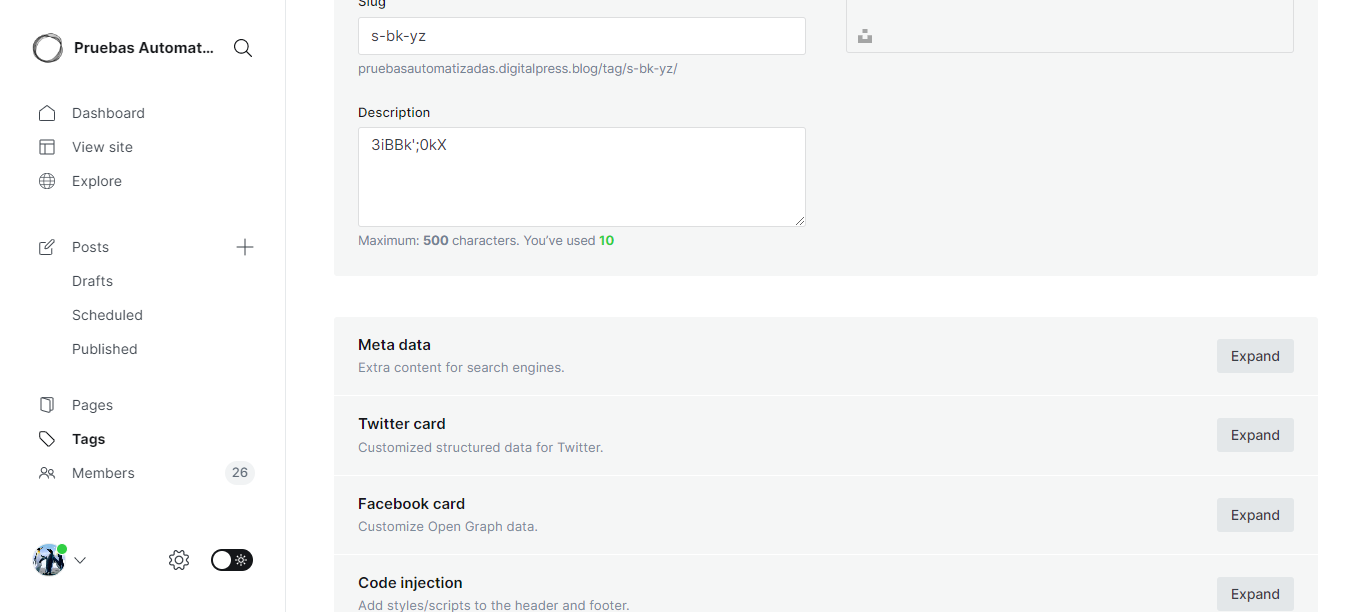 Pruebas Automat...
Dashboard
View site
Explore
Posts
Drafts
Scheduled
Published
Pages
Tags
Members 26
Slug
s-bk-yz
pruebasautomatizadas.digitalpress.blog/tag/s-bk-yz/
Description
3iBBk';0kX
Maximum: 500 characters. You've used 10
Meta data
Extra content for search engines.
Expand
Twitter card
Customized structured data for Twitter.
Expand
Facebook card
Customize Open Graph data.
Expand
Code injection
Add styles/scripts to the header and footer.
Expand